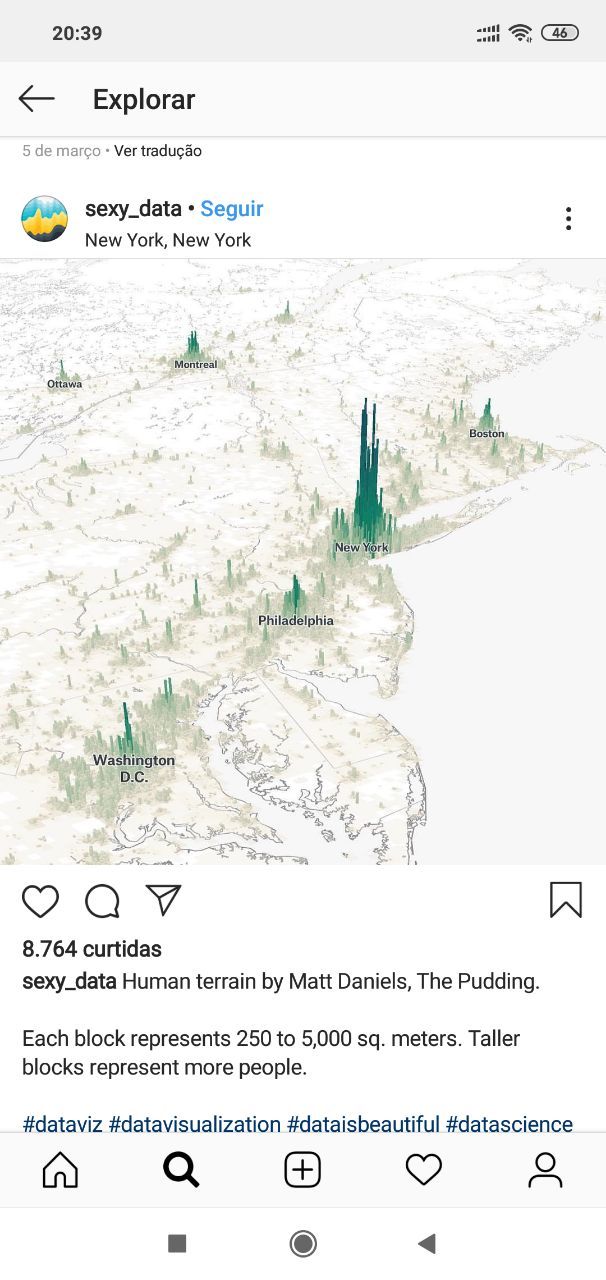 20:39
46
Explorar
5 de março • Ver tradução
sexy_data • Seguir
New York, New York
Montreal
Ottawa
Boston
New York
Philadelphia
Washington
D.C.
8.764 curtidas
sexy_data Human terrain by Matt Daniels, The Pudding.
Each block represents 250 to 5,000 sq. meters. Taller
blocks represent more people.
#dataviz #datavisualization #dataisbeautiful #datascience